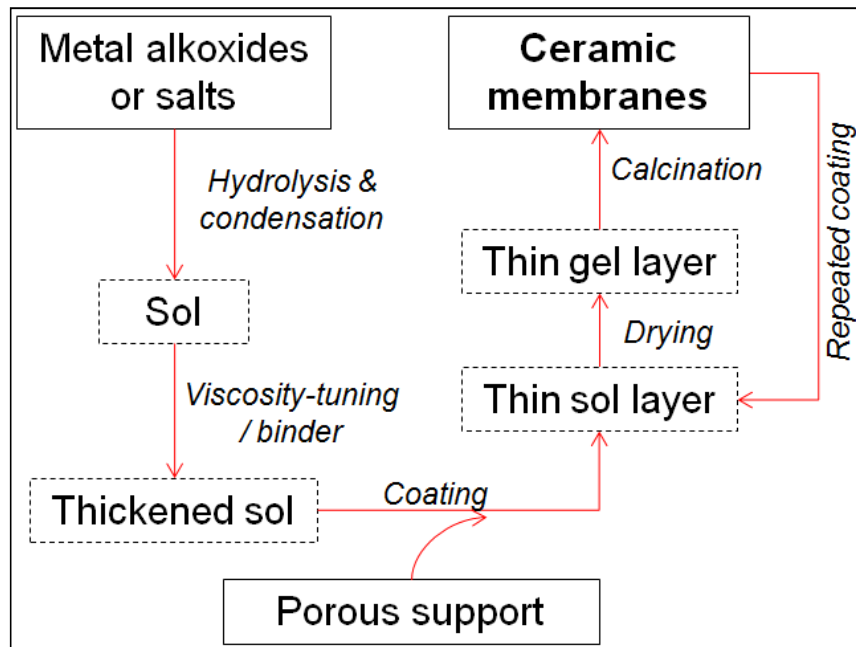 Metal alkoxides
or salts
Hydrolysis &
condensation
Sol
Viscosity-tuning
/ binder
Thickened sol
Coating
Porous support
Thin sol layer
Drying
Thin gel layer
Calcination
Ceramic
membranes
Repeated coating